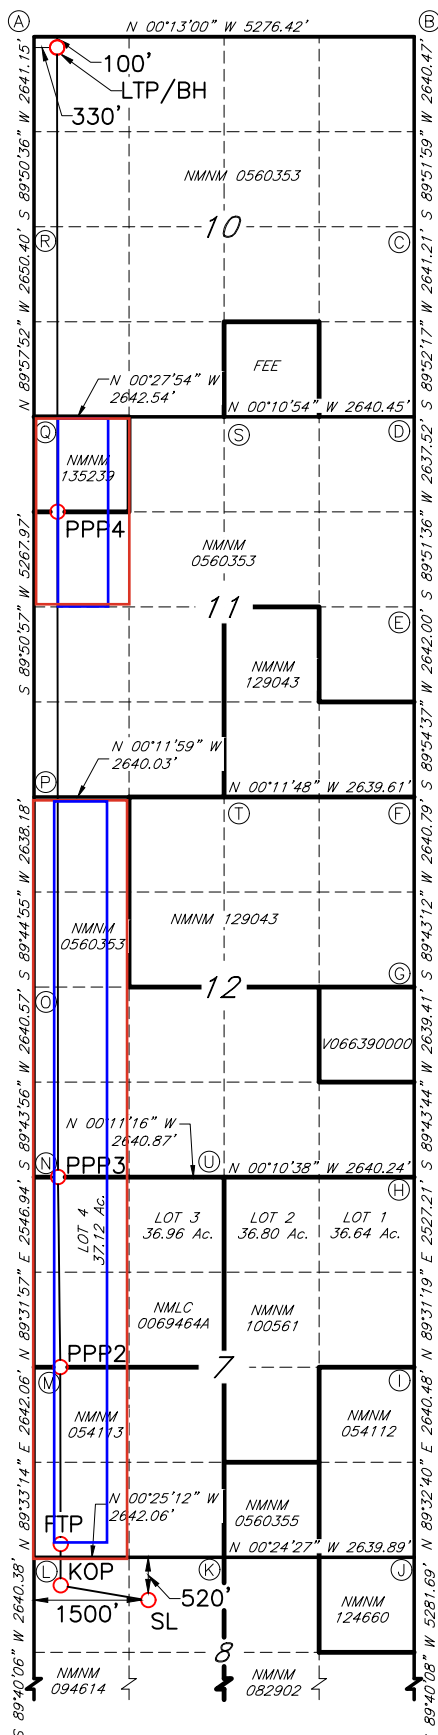 A
N 00°13'00" W 5276.42'
B
100'
LTP/BH
330'
S 89°50'36" W 2641.15'
S 89°51'59" W 2640.47'
NMNM 0560353
10
R
C
N 89°57'52" W 2650.40'
S 89°52'17" W 2641.21'
N 00°27'54" W
2642.54'
FEE
N 00°10'54" W 2640.45'
Q
S
D
NMNM
135239
PPP4
S 89°50'57" W 5267.97'
S 89°51'36" W 2637.52'
NMNM
0560353
11
E
NMNM
129043
S 89°54'37" W 2642.00'
N 00°11'59" W
2640.03'
P
N 00°11'48" W 2639.61'
T
F
S 89°44'55" W 2638.18'
S 89°43'12" W 2640.79'
NMNM
0560353
NMNM 129043
12
G
O
V066390000
S 89°43'56" W 2640.57'
S 89°43'44" W 2639.41'
N 00°11'16" W
2640.87'
N
PPP3
U
N 00°10'38" W 2640.24'
H
LOT 4
37.12 Ac.
LOT 3
36.96 Ac.
LOT 2
36.80 Ac.
LOT 1
36.64 Ac.
N 89°31'57" E 2546.94'
N 89°31'19" E 2527.21'
NMLC
0069464A
NMNM
100561
PPP2
7
M
I
NMNM
054113
NMNM
054112
N 89°33'14" E 2642.06'
N 89°32'40" E 2640.48'
N 00°25'12" W
2642.06'
NMNM
0560355
FTP
N 00°24'27" W 2639.89'
L
KOP
K
J
520'
1500'
SL
NMNM
124660
8
S 89°40'06" W 2640.38'
S 89°40'08" W 5281.69'
NMNM
094614
NMNM
082902